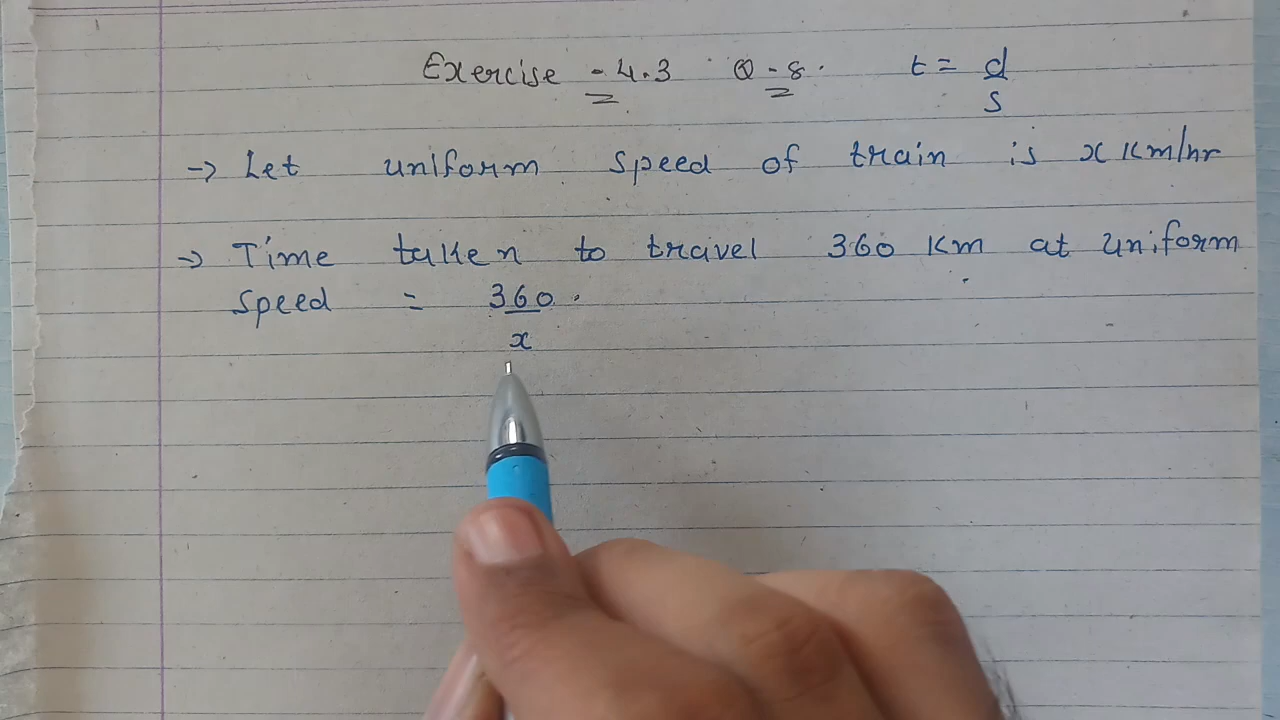 Exercise - 4.3 Q - 8. t = d/s
→ Let uniform speed of train is x Km/hr
→ Time taken to travel 360 Km at uniform
speed = 360/x